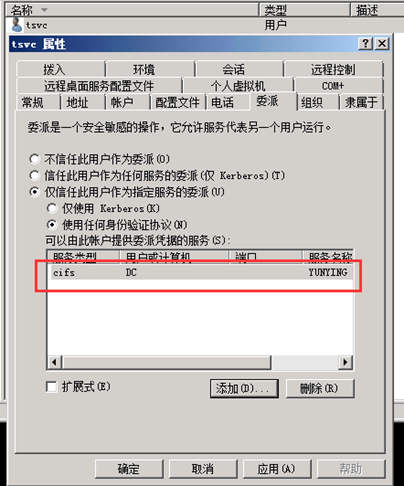 名称 类型 描述
tsvc 用户
tsvc 属性 ? ×
拨入 环境 会话 远程控制
远程桌面服务配置文件 个人虚拟机 COM+
常规 地址 帐户 配置文件 电话 委派 组织 隶属于
委派是一个安全敏感的操作，它允许服务代表另一个用户运行。
不信任此用户作为委派(O)
信任此用户作为任何服务的委派(仅 Kerberos)(T)
仅信任此用户作为指定服务的委派(U)
仅使用 Kerberos(K)
使用任何身份验证协议(N)
可以由此帐户提供委派凭据的服务(S):
服务类型 用户或计算机 端口 服务名称
cifs DC YUNYING
扩展式(E) 添加(D)... 删除(R)
确定 取消 应用(A) 帮助